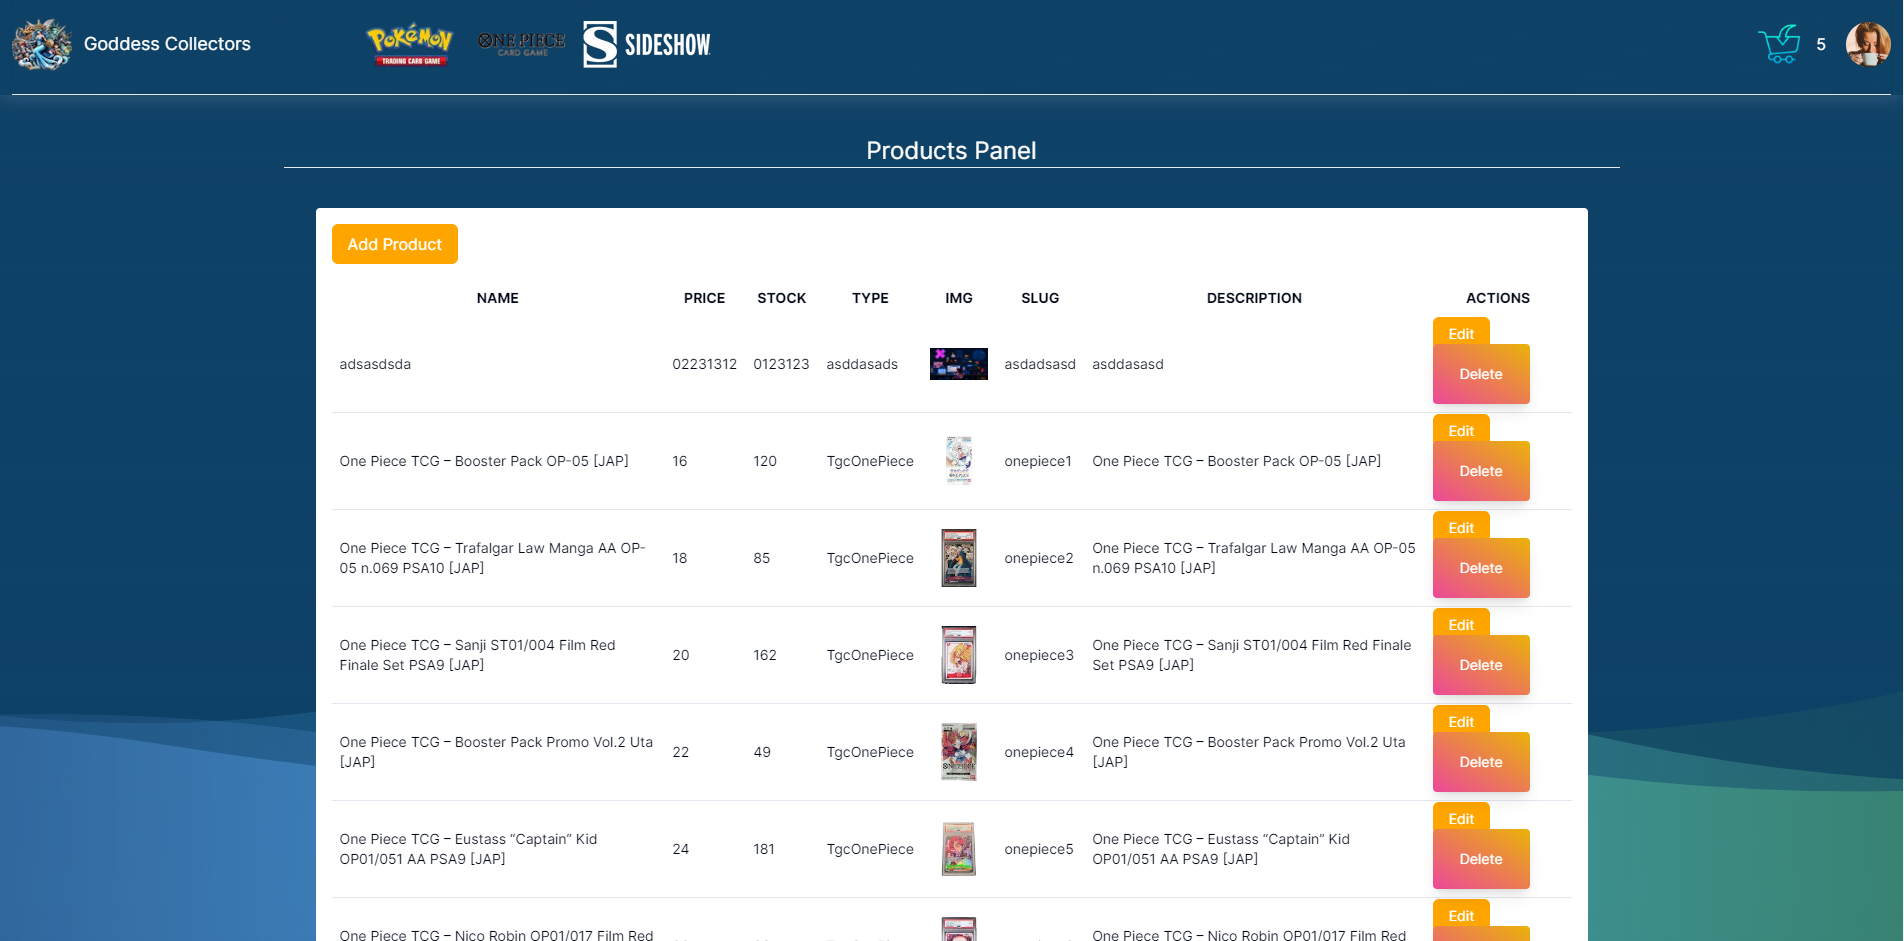 Goddess Collectors
POKéMON
TRADING CARD GAME
ONE PIECE
CARD GAME
S SIDESHOW
5
Products Panel
Add Product
NAME PRICE STOCK TYPE IMG SLUG DESCRIPTION ACTIONS
adsasdsda 02231312 0123123 asddasads asdadsasd asddasasd
Edit
Delete
One Piece TCG – Booster Pack OP-05 [JAP] 16 120 TgcOnePiece onepiece1 One Piece TCG – Booster Pack OP-05 [JAP]
Edit
Delete
One Piece TCG – Trafalgar Law Manga AA OP-
05 n.069 PSA10 [JAP]
18 85 TgcOnePiece onepiece2
One Piece TCG – Trafalgar Law Manga AA OP-05
n.069 PSA10 [JAP]
Edit
Delete
One Piece TCG – Sanji ST01/004 Film Red
Finale Set PSA9 [JAP]
20 162 TgcOnePiece onepiece3
One Piece TCG – Sanji ST01/004 Film Red Finale
Set PSA9 [JAP]
Edit
Delete
One Piece TCG – Booster Pack Promo Vol.2 Uta
[JAP]
22 49 TgcOnePiece onepiece4
One Piece TCG – Booster Pack Promo Vol.2 Uta
[JAP]
Edit
Delete
One Piece TCG – Eustass “Captain” Kid
OP01/051 AA PSA9 [JAP]
24 181 TgcOnePiece onepiece5
One Piece TCG – Eustass “Captain” Kid
OP01/051 AA PSA9 [JAP]
Edit
Delete
One Piece TCG – Nico Robin OP01/017 Film Red
One Piece TCG – Nico Robin OP01/017 Film Red
Edit